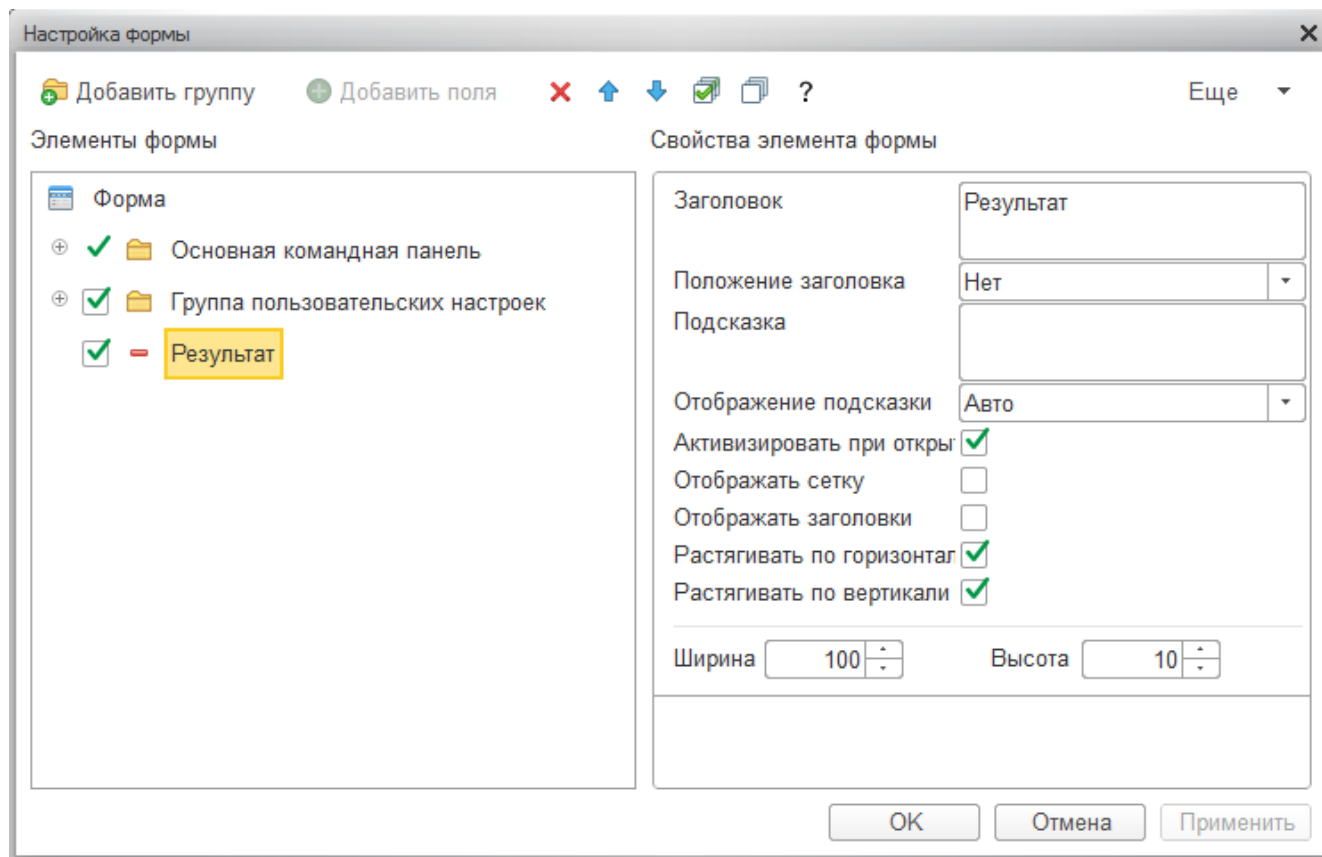 Настройка формы
Добавить группу Добавить поля ? Еще
Элементы формы
Свойства элемента формы
Форма
Основная командная панель
Группа пользовательских настроек
Результат
Заголовок Результат
Положение заголовка Нет
Подсказка
Отображение подсказки Авто
Активизировать при откры
Отображать сетку
Отображать заголовки
Растягивать по горизонтал
Растягивать по вертикали
Ширина 100 Высота 10
OK Отмена Применить